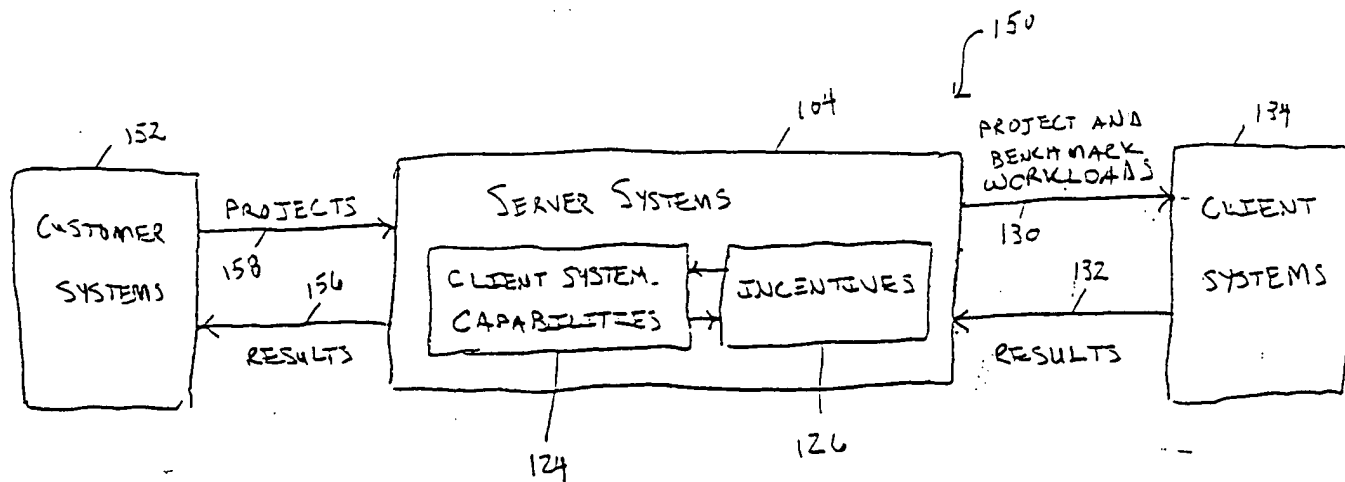 150
152
104
134
PROJECT AND
BENCHMARK
WORKLOADS
CUSTOMER
SYSTEMS
PROJECTS
158
156
RESULTS
SERVER SYSTEMS
CLIENT SYSTEM
CAPABILITIES
INCENTIVES
130
132
RESULTS
CLIENT
SYSTEMS
124
126